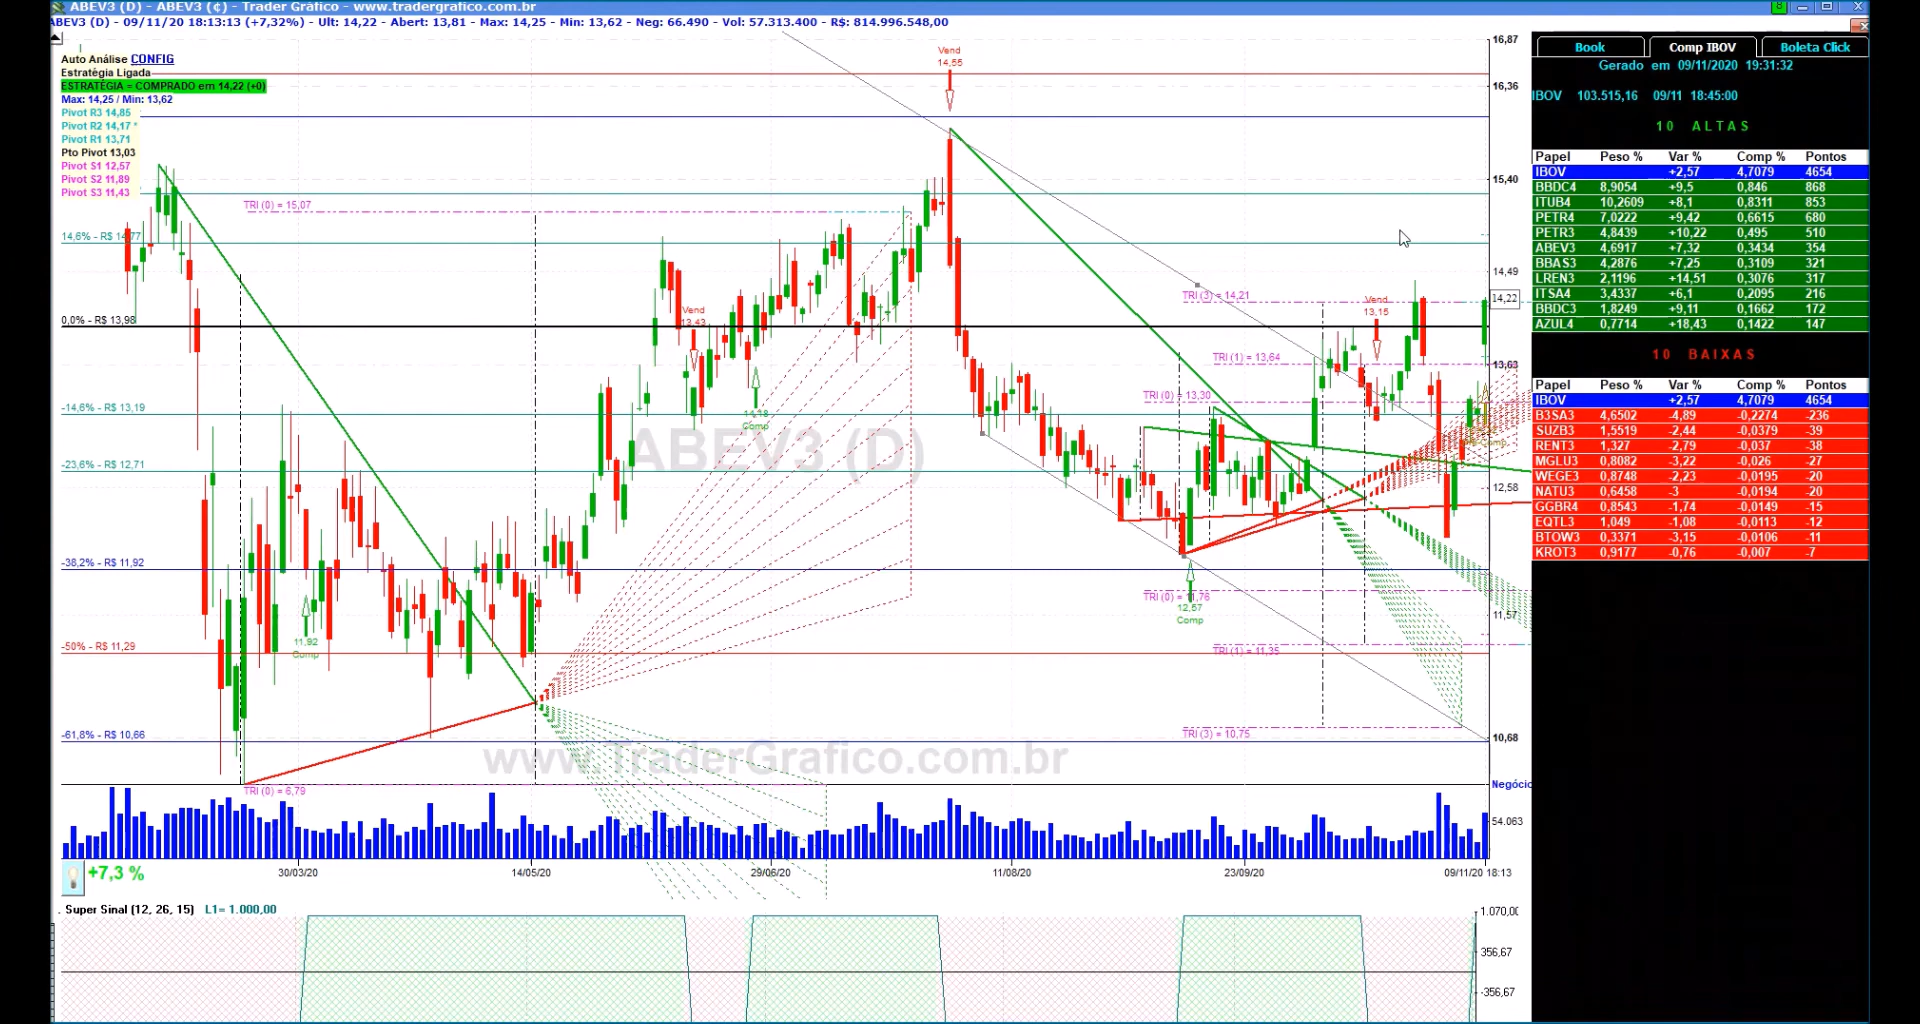 ABEV3 (D) - ABEV3 (¢) - Trader Gráfico - www.tradergrafico.com.br
ABEV3 (D) - 09/11/20 18:13:13 (+7,32%) - Ult: 14,22 - Abert: 13,81 - Max: 14,25 - Min: 13,62 - Neg: 66.490 - Vol: 57.313.400 - R$: 814.996.548,00
Auto Análise CONFIG
Estratégia Ligada
ESTRATÉGIA = COMPRADO em 14,22 (+0)
Max: 14,25 / Min: 13,62
Pivot R3 14,85
Pivot R2 14,17 *
Pivot R1 13,71
Pto Pivot 13,03
Pivot S1 12,57
Pivot S2 11,89
Pivot S3 11,43
14,6% - R$ 14,77
0,0% - R$ 13,98
-14,6% - R$ 13,19
-23,6% - R$ 12,71
-38,2% - R$ 11,92
-50% - R$ 11,29
-61,8% - R$ 10,66
TRI (0) = 15,07
TRI (0) = 6,79
11,92
Comp
Vend
13,43
14,18
Comp
Vend
14,55
TRI (3) = 14,21
TRI (1) = 13,64
TRI (0) = 13,30
TRI (0) = 11,76
12,57
Comp
TRI (1) = 11,35
TRI (3) = 10,75
Vend
13,15
ABEV3 (D)
www.TraderGrafico.com.br
16,87
16,36
15,40
14,49
14,22
13,63
12,58
11,57
10,68
Negócio
54.063
+7,3 %
30/03/20
14/05/20
29/06/20
11/08/20
23/09/20
09/11/20 18:13
Super Sinal (12, 26, 15) L1= 1.000,00
1.070,00
356,67
-356,67
Book
Comp IBOV
Boleta Click
Gerado em 09/11/2020 19:31:32
IBOV 103.515,16 09/11 18:45:00
10 ALTAS
Papel Peso % Var % Comp % Pontos
IBOV +2,57 4,7079 4654
BBDC4 8,9054 +9,5 0,846 868
ITUB4 10,2609 +8,1 0,8311 853
PETR4 7,0222 +9,42 0,6615 680
PETR3 4,8439 +10,22 0,495 510
ABEV3 4,6917 +7,32 0,3434 354
BBAS3 4,2876 +7,25 0,3109 321
LREN3 2,1196 +14,51 0,3076 317
ITSA4 3,4337 +6,1 0,2095 216
BBDC3 1,8249 +9,11 0,1662 172
AZUL4 0,7714 +18,43 0,1422 147
10 BAIXAS
Papel Peso % Var % Comp % Pontos
IBOV +2,57 4,7079 4654
B3SA3 4,6502 -4,89 -0,2274 -236
SUZB3 1,5519 -2,44 -0,0379 -39
RENT3 1,327 -2,79 -0,037 -38
MGLU3 0,8082 -3,22 -0,026 -27
WEGE3 0,8748 -2,23 -0,0195 -20
NATU3 0,6458 -3 -0,0194 -20
GGBR4 0,8543 -1,74 -0,0149 -15
EQTL3 1,049 -1,08 -0,0113 -12
BTOW3 0,3371 -3,15 -0,0106 -11
KROT3 0,9177 -0,76 -0,007 -7